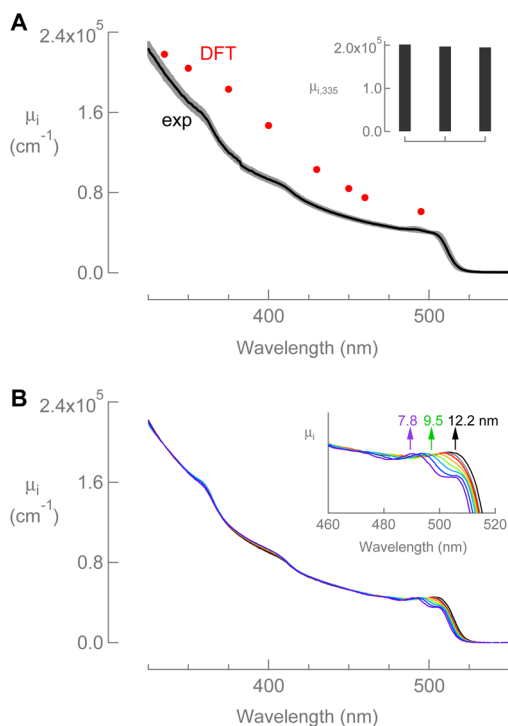 A
2.4x10⁵
1.6
0.8
0.0
μᵢ
(cm⁻¹)
DFT
exp
2.0x10⁵
1.0
0.0
μᵢ,₃₃₅
400
500
Wavelength (nm)
B
2.4x10⁵
1.6
0.8
0.0
μᵢ
(cm⁻¹)
7.8 9.5 12.2 nm
μᵢ
460 480 500 520
Wavelength (nm)
400
500
Wavelength (nm)